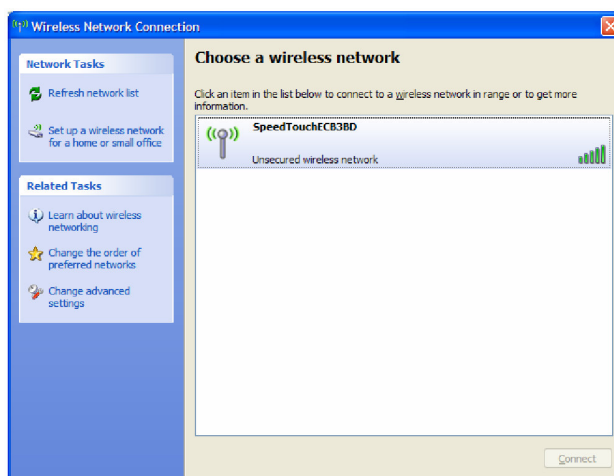 Wireless Network Connection
Network Tasks
Refresh network list
Set up a wireless network
for a home or small office
Related Tasks
Learn about wireless
networking
Change the order of
preferred networks
Change advanced
settings
Choose a wireless network
Click an item in the list below to connect to a wireless network in range or to get more
information.
SpeedTouchECB3BD
Unsecured wireless network
Connect